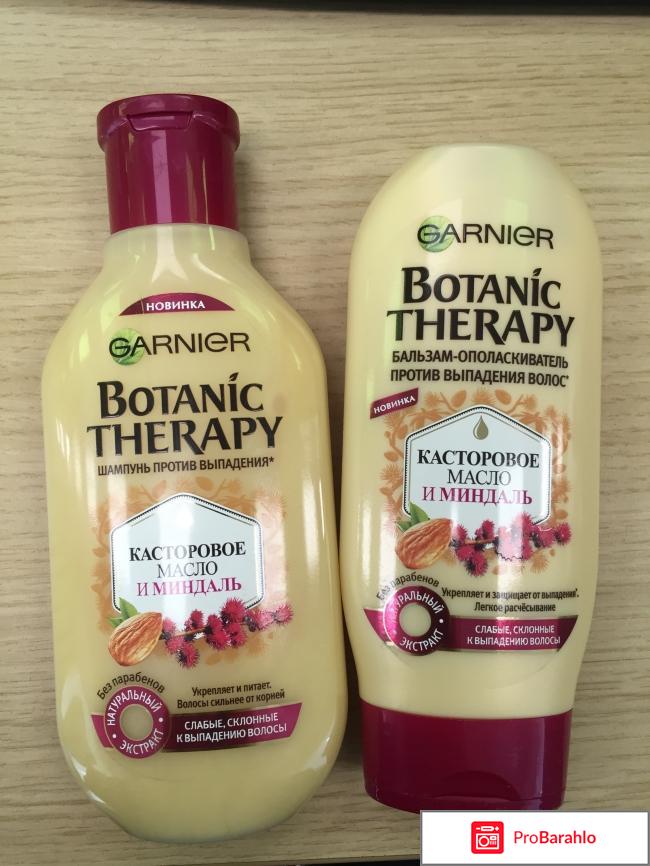 НОВИНКА
GARNIER
BOTANIC
THERAPY
ШАМПУНЬ ПРОТИВ ВЫПАДЕНИЯ*
КАСТОРОВОЕ
МАСЛО
И МИНДАЛЬ
Без парабенов
НАТУРАЛЬНЫЙ
ЭКСТРАКТ
Укрепляет и питает.
Волосы сильнее от корней
СЛАБЫЕ, СКЛОННЫЕ
К ВЫПАДЕНИЮ ВОЛОСЫ
GARNIER
BOTANIC
THERAPY
БАЛЬЗАМ-ОПОЛАСКИВАТЕЛЬ
ПРОТИВ ВЫПАДЕНИЯ ВОЛОС*
НОВИНКА
КАСТОРОВОЕ
МАСЛО
И МИНДАЛЬ
Без парабенов
НАТУРАЛЬНЫЙ
ЭКСТРАКТ
Укрепляет и защищает от выпадения*.
Легкое расчёсывание
СЛАБЫЕ, СКЛОННЫЕ
К ВЫПАДЕНИЮ ВОЛОСЫ
ProBarahlo